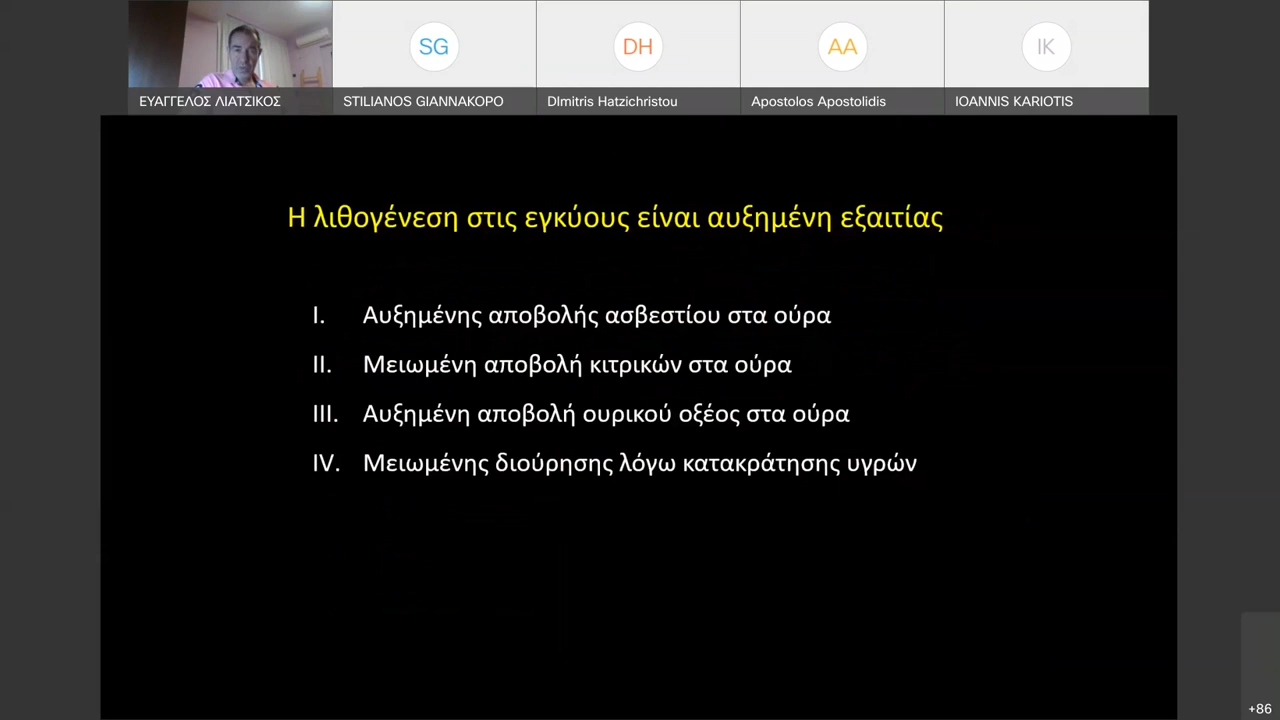 SG
DH
AA
IK
ΕΥΑΓΓΕΛΟΣ ΛΙΑΤΣΙΚΟΣ
STILIANOS GIANNAKOPO
DImitris Hatzichristou
Apostolos Apostolidis
IOANNIS KARIOTIS
Η λιθογένεση στις εγκύους είναι αυξημένη εξαιτίας
I. Αυξημένης αποβολής ασβεστίου στα ούρα
II. Μειωμένη αποβολή κιτρικών στα ούρα
III. Αυξημένη αποβολή ουρικού οξέος στα ούρα
IV. Μειωμένης διούρησης λόγω κατακράτησης υγρών
+86